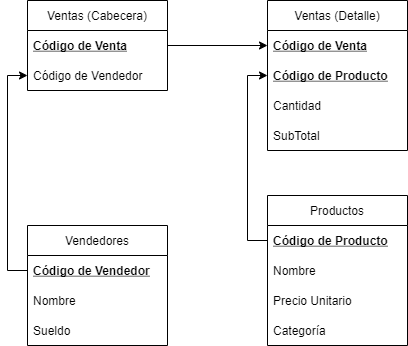 Ventas (Cabecera)
Código de Venta
Código de Vendedor
Ventas (Detalle)
Código de Venta
Código de Producto
Cantidad
SubTotal
Vendedores
Código de Vendedor
Nombre
Sueldo
Productos
Código de Producto
Nombre
Precio Unitario
Categoría